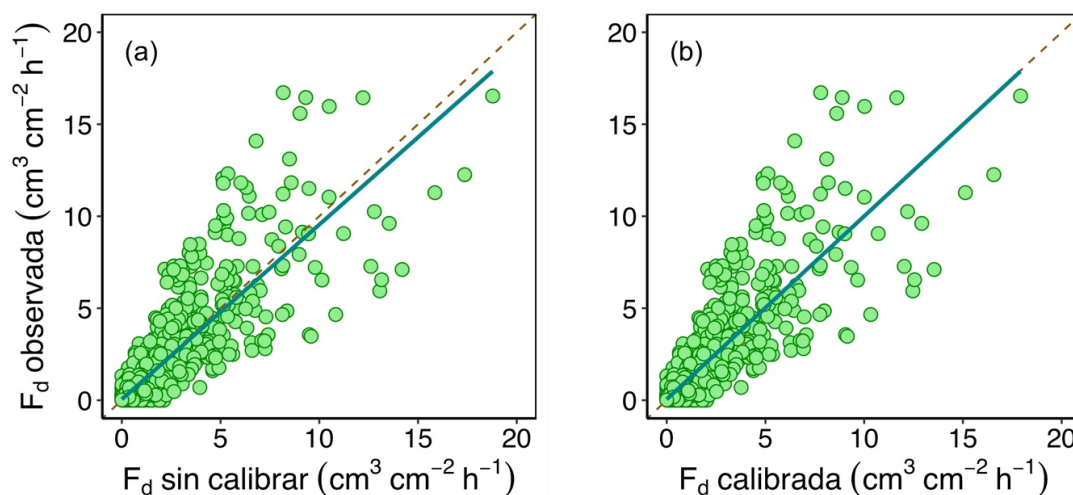 (a)
F_d observada (cm³ cm⁻² h⁻¹)
20
15
10
5
0
0 5 10 15 20
F_d sin calibrar (cm³ cm⁻² h⁻¹)
(b)
20
15
10
5
0
0 5 10 15 20
F_d calibrada (cm³ cm⁻² h⁻¹)